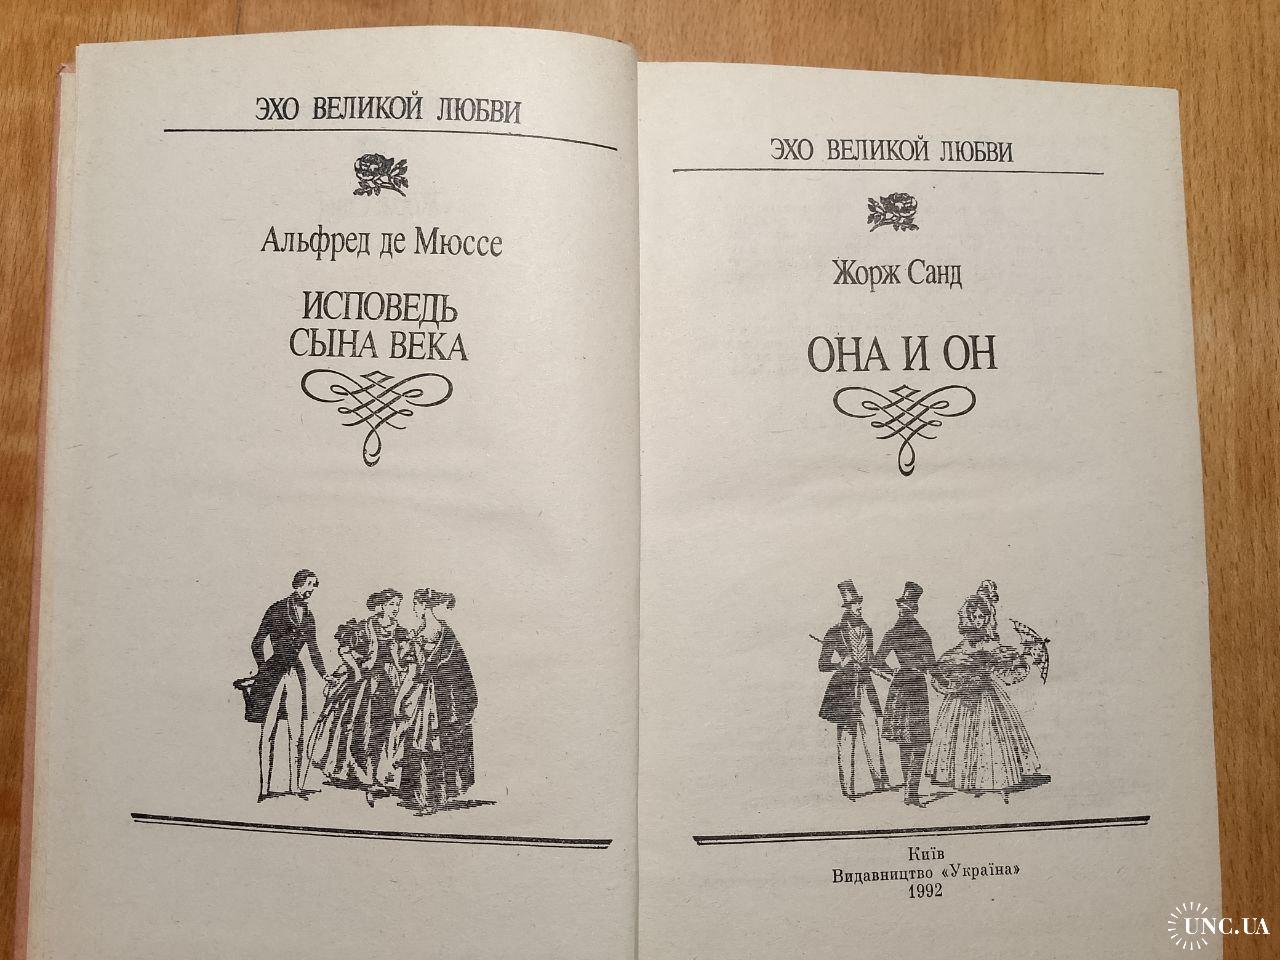 ЭХО ВЕЛИКОЙ ЛЮБВИ
Альфред де Мюссе
ИСПОВЕДЬ
СЫНА ВЕКА
ЭХО ВЕЛИКОЙ ЛЮБВИ
Жорж Санд
ОНА И ОН
Київ
Видавництво «Україна»
1992
UNC.UA